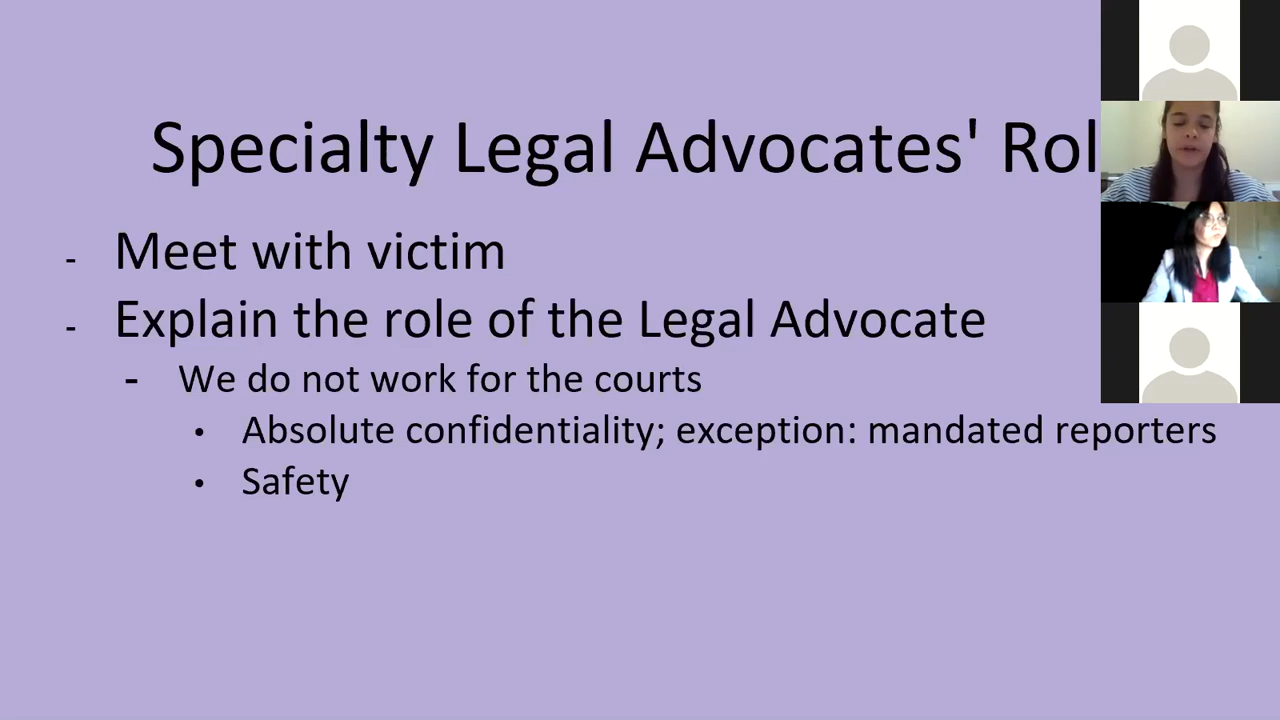 Specialty Legal Advocates' Rol
- Meet with victim
- Explain the role of the Legal Advocate
- We do not work for the courts
• Absolute confidentiality; exception: mandated reporters
• Safety